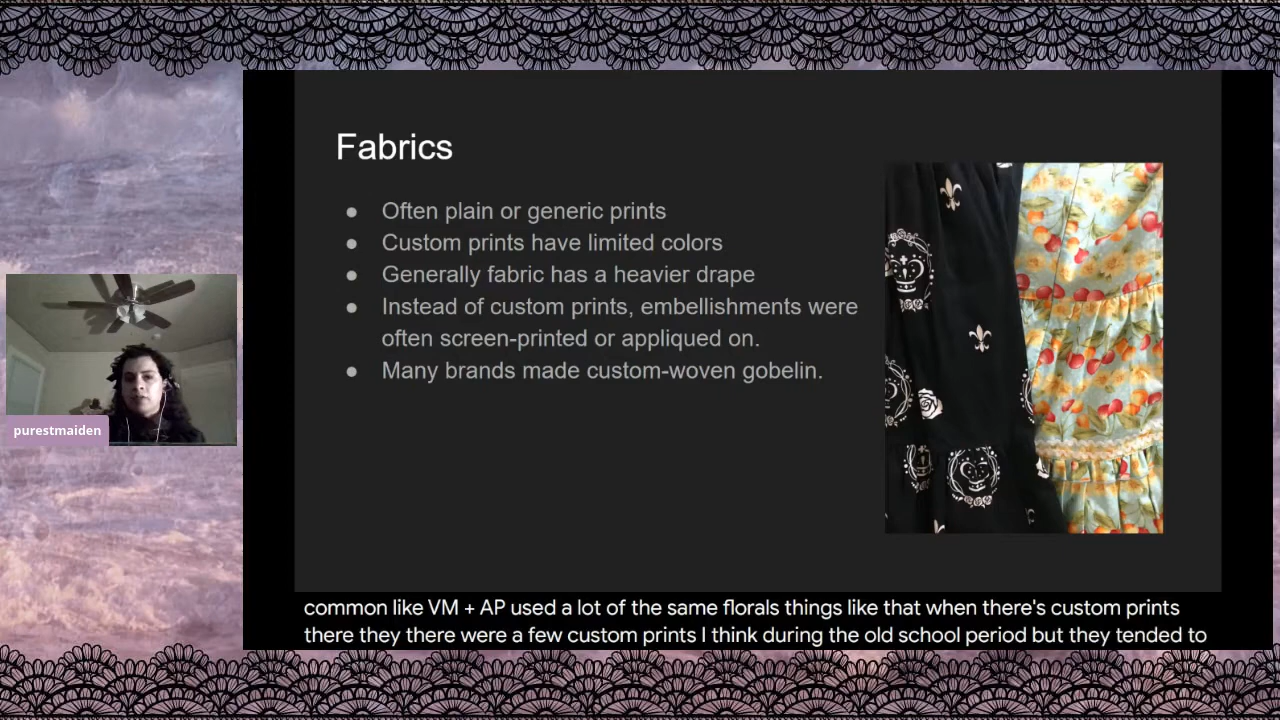 Fabrics
● Often plain or generic prints
● Custom prints have limited colors
● Generally fabric has a heavier drape
● Instead of custom prints, embellishments were
often screen-printed or appliqued on.
● Many brands made custom-woven gobelin.
purestmaiden
common like VM + AP used a lot of the same florals things like that when there's custom prints
there they there were a few custom prints I think during the old school period but they tended to